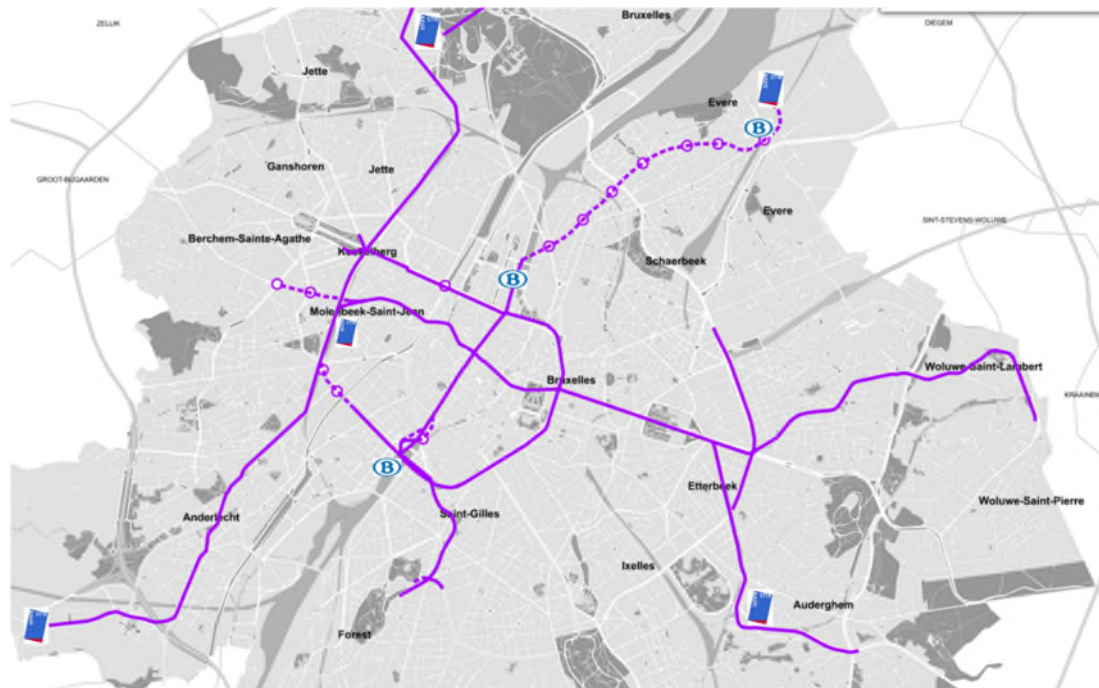 ZELLIK
Bruxelles
DIEGEM
Jette
Evere
Ganshoren
Jette
GROOT-BIJGAARDEN
Evere
SINT-STEVENS-WOLUWE
Berchem-Sainte-Agathe
Koekelberg
Schaerbeek
B
B
Molenbeek-Saint-Jean
Woluwe-Saint-Lambert
Bruxelles
KRAAINEM
B
Etterbeek
Woluwe-Saint-Pierre
Anderlecht
Saint-Gilles
Ixelles
Auderghem
Forest